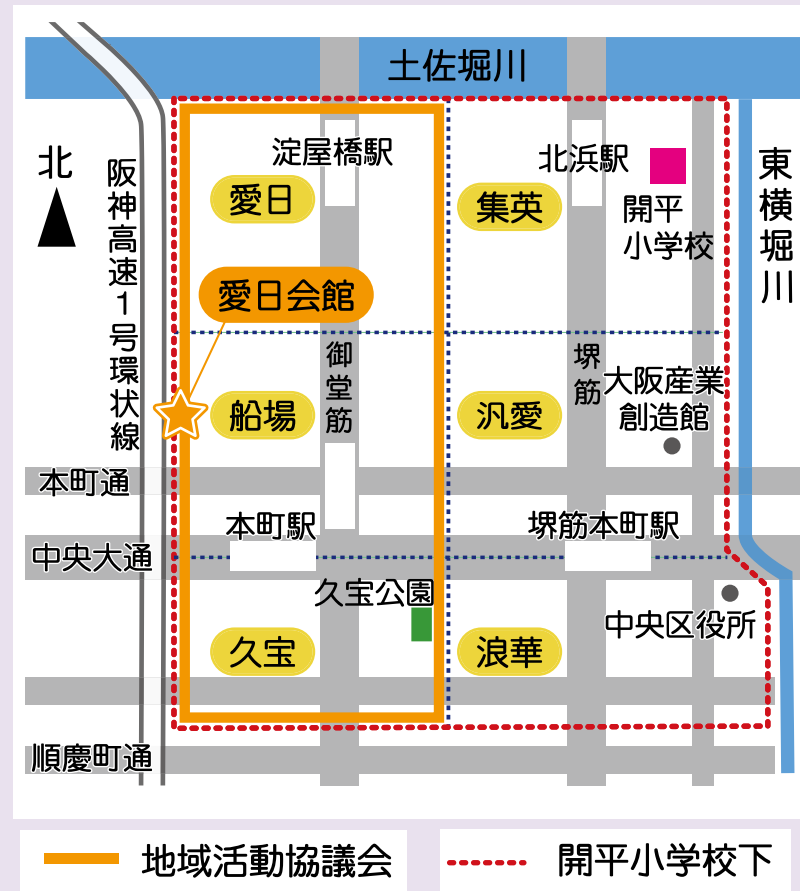 土佐堀川
北
阪神高速1号環状線
淀屋橋駅
北浜駅
東横堀川
愛日
集英
開平
小学校
愛日会館
御堂筋
堺筋
大阪産業
創造館
船場
汎愛
本町通
本町駅
堺筋本町駅
中央大通
久宝公園
中央区役所
久宝
浪華
順慶町通
地域活動協議会
開平小学校下